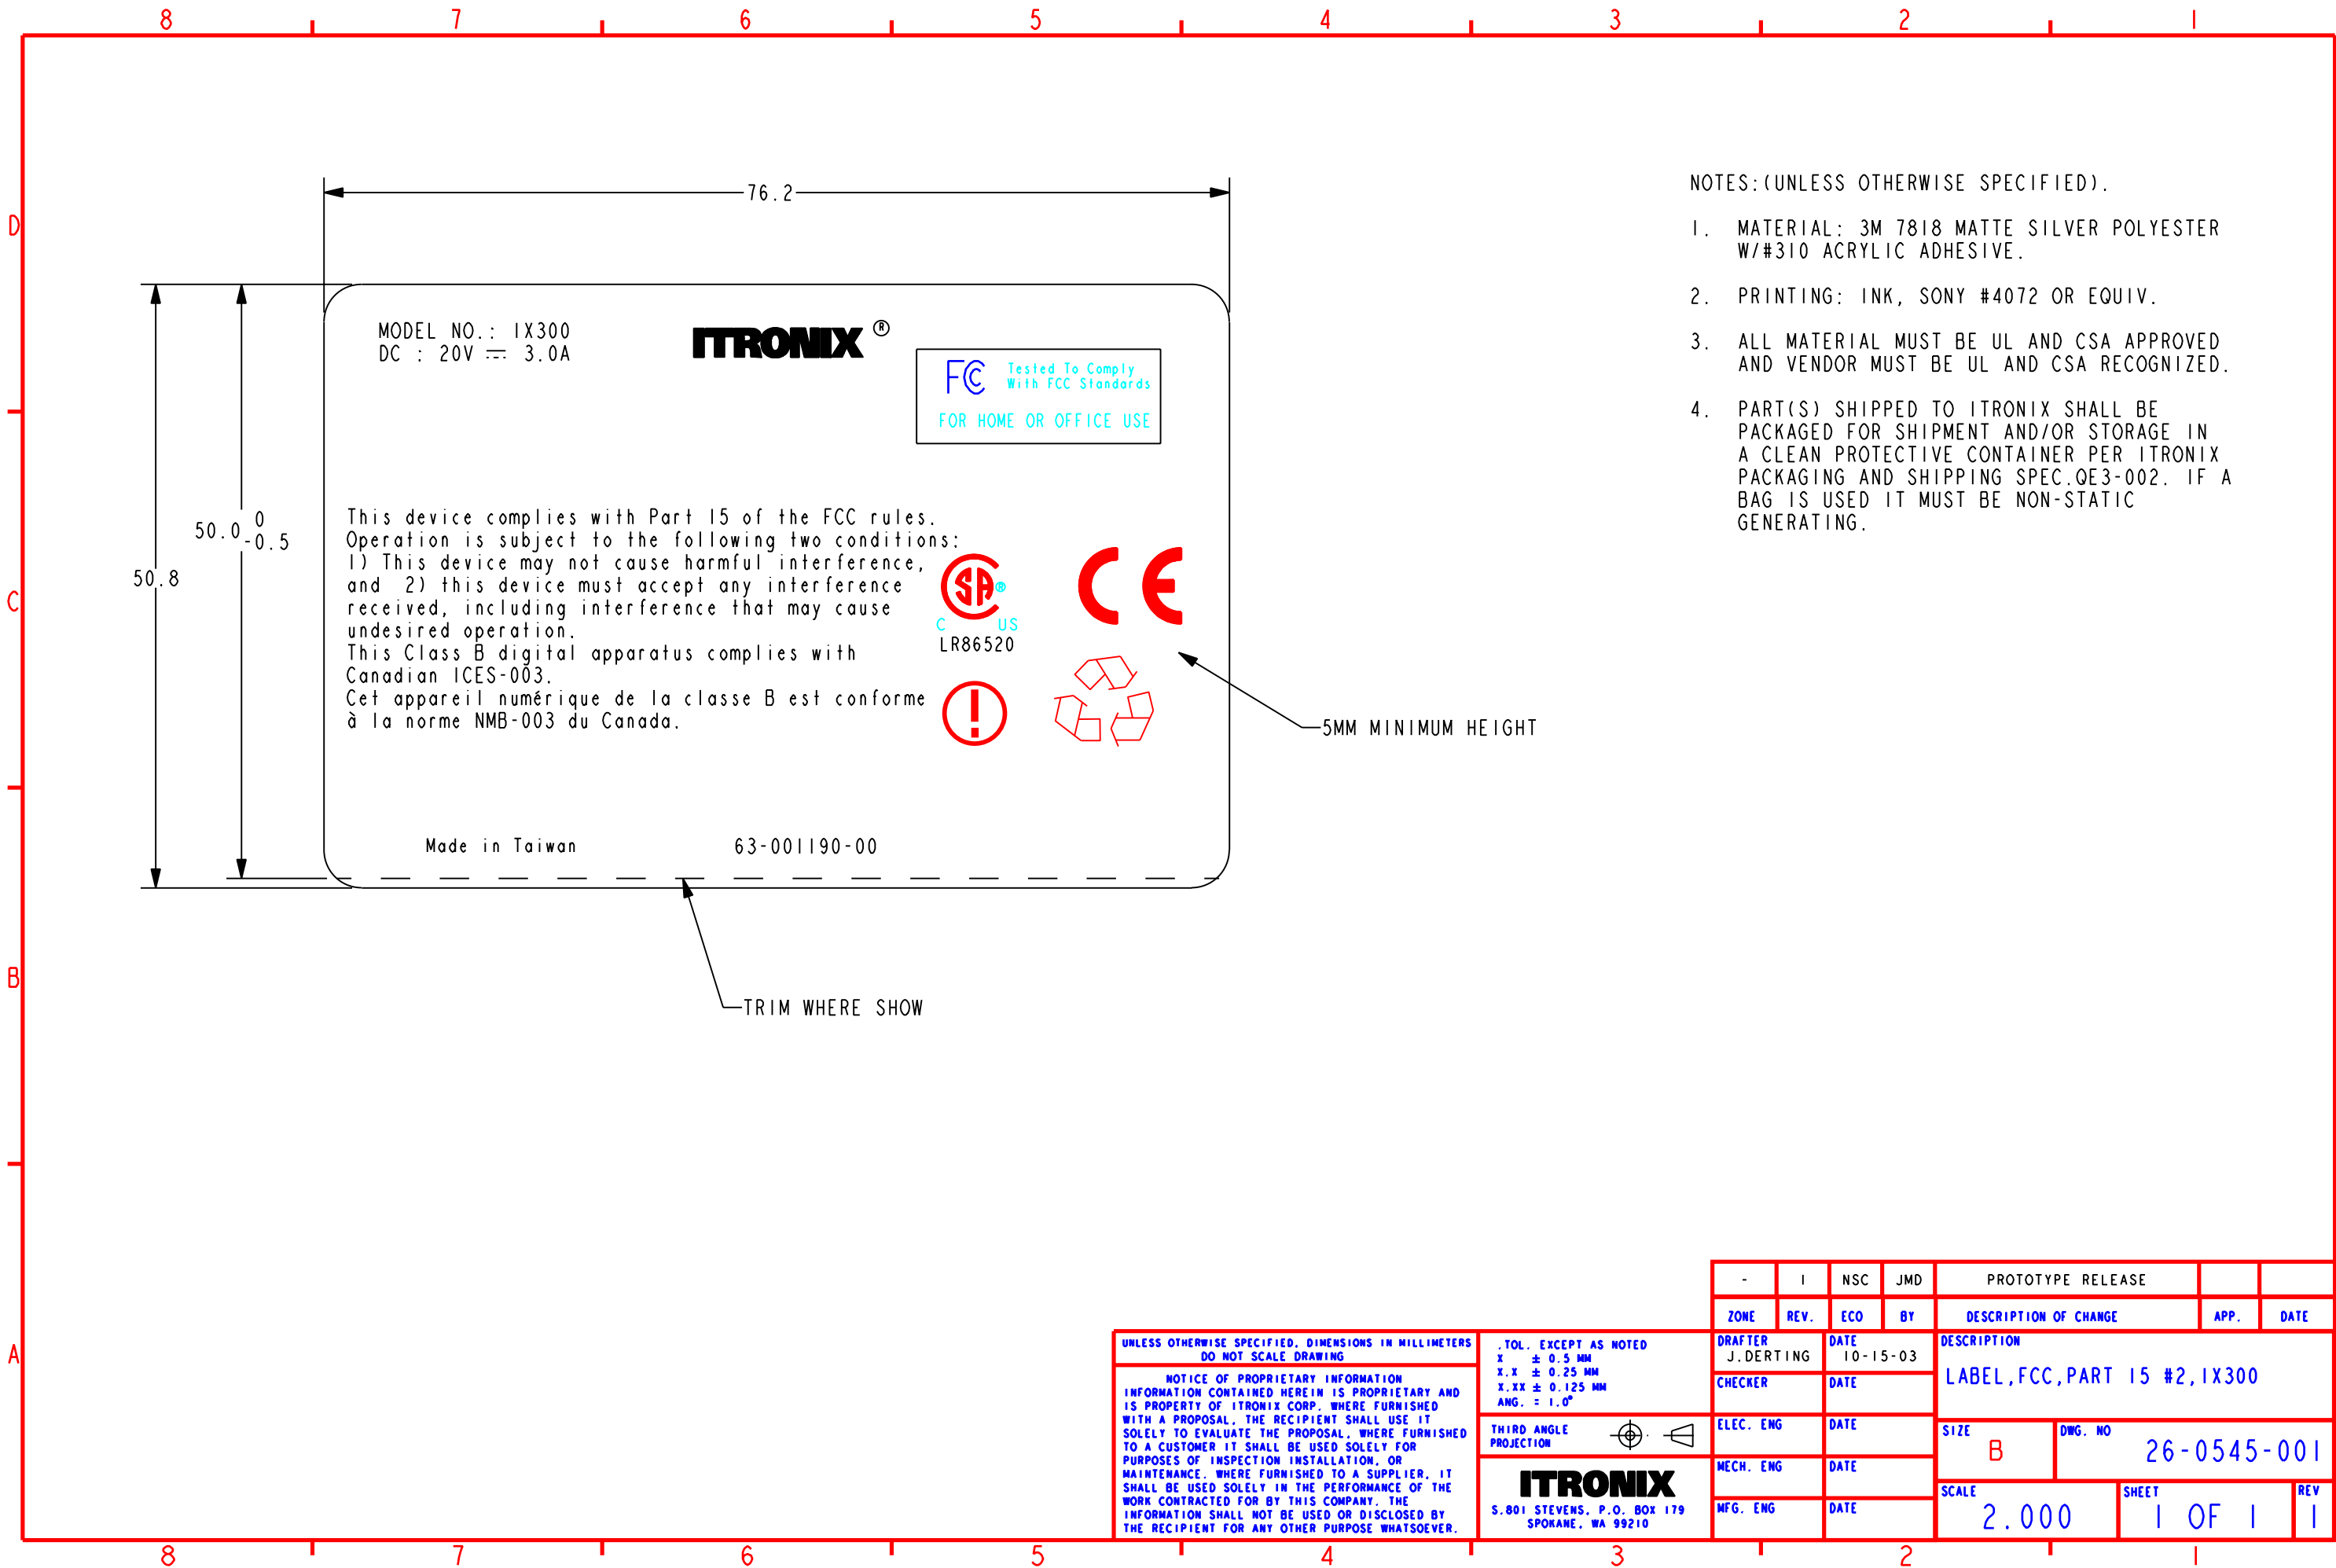 8 7 6 5 4 3 2 1
D
C
B
A
76.2
50.8
50.0 0 -0.5
MODEL NO.: IX300
DC : 20V ⎓ 3.0A
ITRONIX ®
FC Tested To Comply
With FCC Standards
FOR HOME OR OFFICE USE
This device complies with Part 15 of the FCC rules.
Operation is subject to the following two conditions:
1) This device may not cause harmful interference,
and 2) this device must accept any interference
received, including interference that may cause
undesired operation.
This Class B digital apparatus complies with
Canadian ICES-003.
Cet appareil numérique de la classe B est conforme
à la norme NMB-003 du Canada.
SA ®
C US
LR86520
CE
!
5MM MINIMUM HEIGHT
Made in Taiwan 63-001190-00
TRIM WHERE SHOW
NOTES:(UNLESS OTHERWISE SPECIFIED).
1. MATERIAL: 3M 7818 MATTE SILVER POLYESTER
W/#310 ACRYLIC ADHESIVE.
2. PRINTING: INK, SONY #4072 OR EQUIV.
3. ALL MATERIAL MUST BE UL AND CSA APPROVED
AND VENDOR MUST BE UL AND CSA RECOGNIZED.
4. PART(S) SHIPPED TO ITRONIX SHALL BE
PACKAGED FOR SHIPMENT AND/OR STORAGE IN
A CLEAN PROTECTIVE CONTAINER PER ITRONIX
PACKAGING AND SHIPPING SPEC.QE3-002. IF A
BAG IS USED IT MUST BE NON-STATIC
GENERATING.
- 1 NSC JMD PROTOTYPE RELEASE
ZONE REV. ECO BY DESCRIPTION OF CHANGE APP. DATE
UNLESS OTHERWISE SPECIFIED, DIMENSIONS IN MILLIMETERS
DO NOT SCALE DRAWING
NOTICE OF PROPRIETARY INFORMATION
INFORMATION CONTAINED HEREIN IS PROPRIETARY AND
IS PROPERTY OF ITRONIX CORP. WHERE FURNISHED
WITH A PROPOSAL, THE RECIPIENT SHALL USE IT
SOLELY TO EVALUATE THE PROPOSAL, WHERE FURNISHED
TO A CUSTOMER IT SHALL BE USED SOLELY FOR
PURPOSES OF INSPECTION INSTALLATION, OR
MAINTENANCE. WHERE FURNISHED TO A SUPPLIER, IT
SHALL BE USED SOLELY IN THE PERFORMANCE OF THE
WORK CONTRACTED FOR BY THIS COMPANY. THE
INFORMATION SHALL NOT BE USED OR DISCLOSED BY
THE RECIPIENT FOR ANY OTHER PURPOSE WHATSOEVER.
.TOL. EXCEPT AS NOTED
X ± 0.5 MM
X.X ± 0.25 MM
X.XX ± 0.125 MM
ANG. = 1.0°
THIRD ANGLE
PROJECTION
ITRONIX
S.801 STEVENS, P.O. BOX 179
SPOKANE, WA 99210
DRAFTER DATE
J.DERTING 10-15-03
CHECKER DATE
ELEC. ENG DATE
MECH. ENG DATE
MFG. ENG DATE
DESCRIPTION
LABEL,FCC,PART 15 #2,IX300
SIZE DWG. NO
B 26-0545-001
SCALE SHEET REV
2.000 1 OF 1 1
8 7 6 5 4 3 2 1